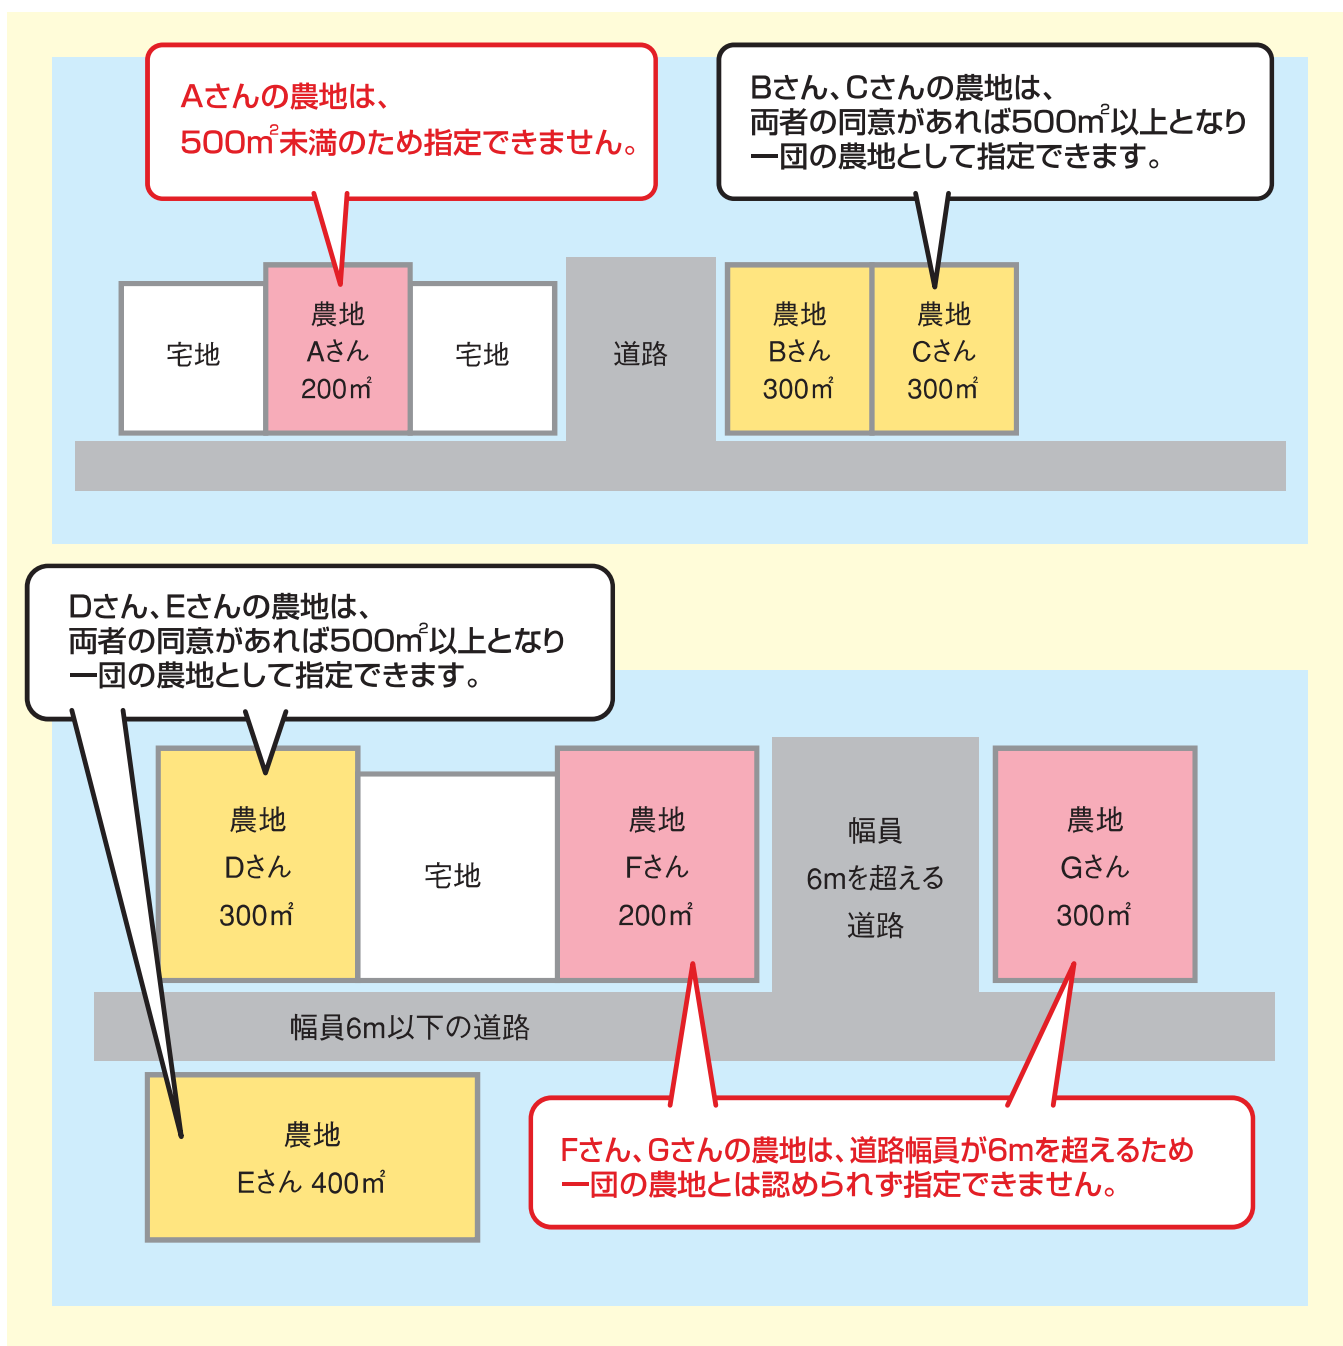 Aさんの農地は、
500㎡未満のため指定できません。
Bさん、Cさんの農地は、
両者の同意があれば500㎡以上となり
一団の農地として指定できます。
宅地
農地
Aさん
200㎡
宅地
道路
農地
Bさん
300㎡
農地
Cさん
300㎡
Dさん、Eさんの農地は、
両者の同意があれば500㎡以上となり
一団の農地として指定できます。
農地
Dさん
300㎡
宅地
農地
Fさん
200㎡
幅員
6mを超える
道路
農地
Gさん
300㎡
幅員6m以下の道路
農地
Eさん 400㎡
Fさん、Gさんの農地は、道路幅員が6mを超えるため
一団の農地とは認められず指定できません。